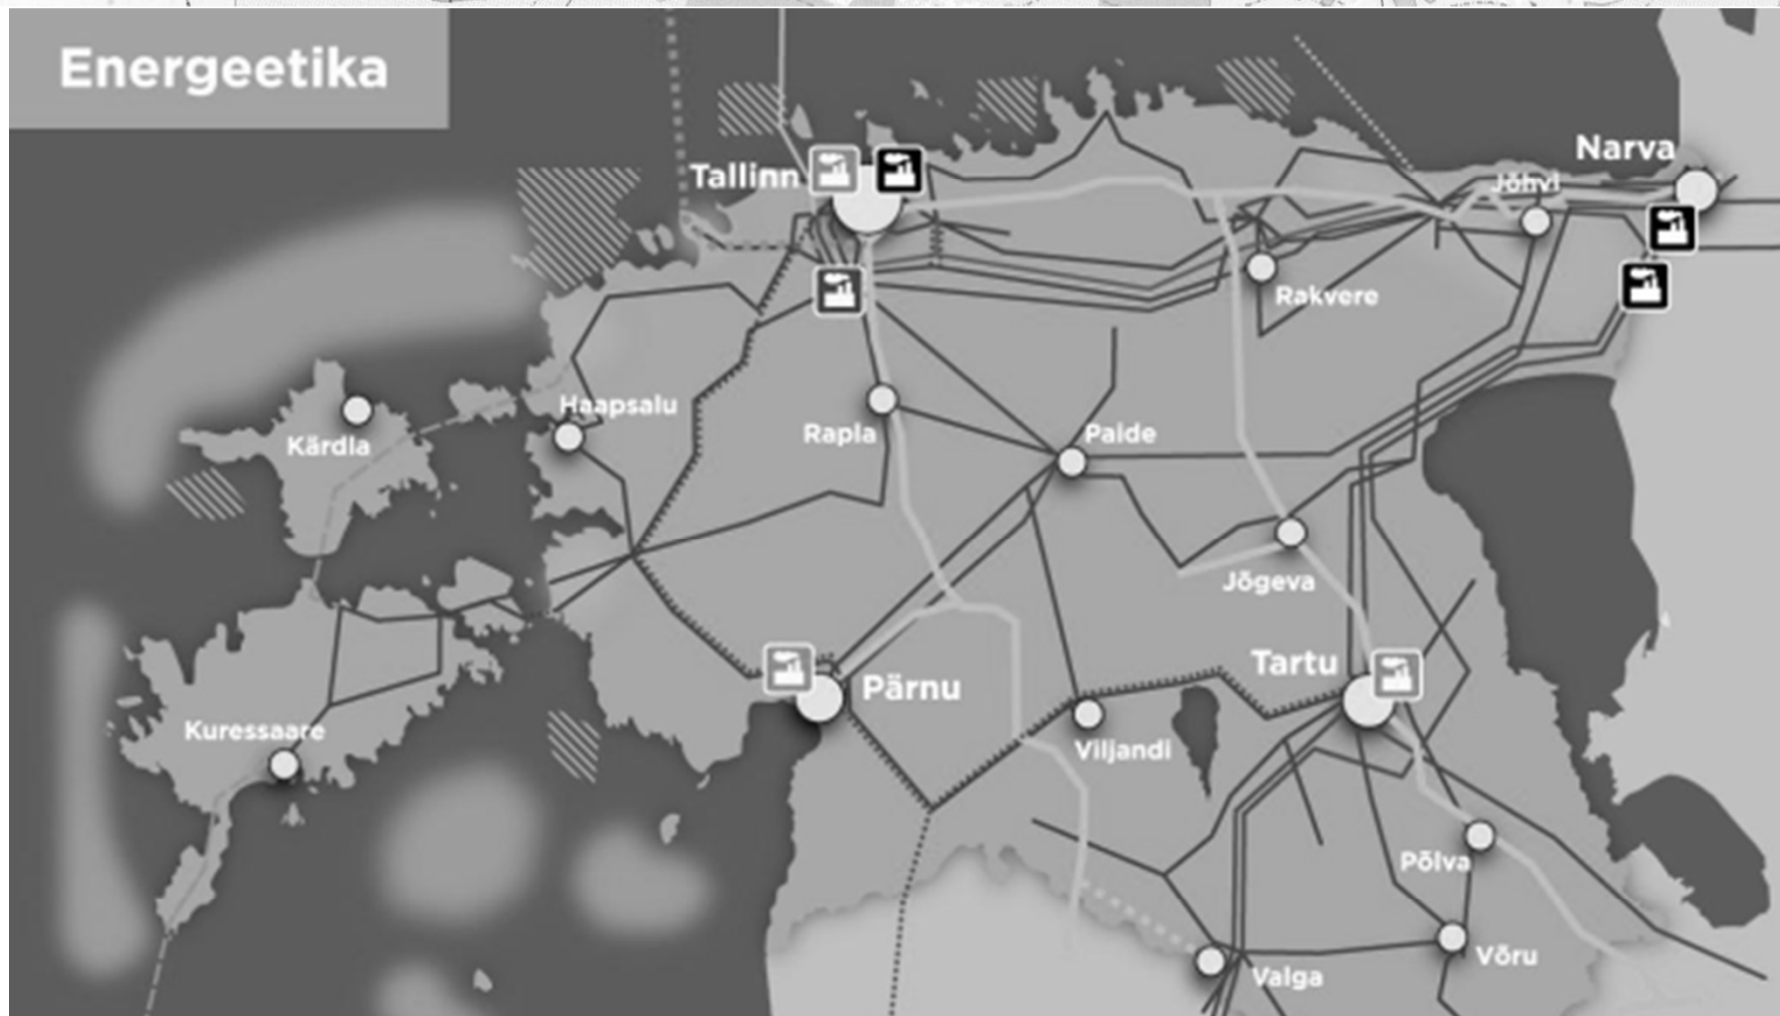 Energeetika
Narva
Tallinn
Jõhvi
Rakvere
Haapsalu
Rapla
Paide
Kärdla
Jõgeva
Tartu
Pärnu
Kuressaare
Viljandi
Põlva
Võru
Valga